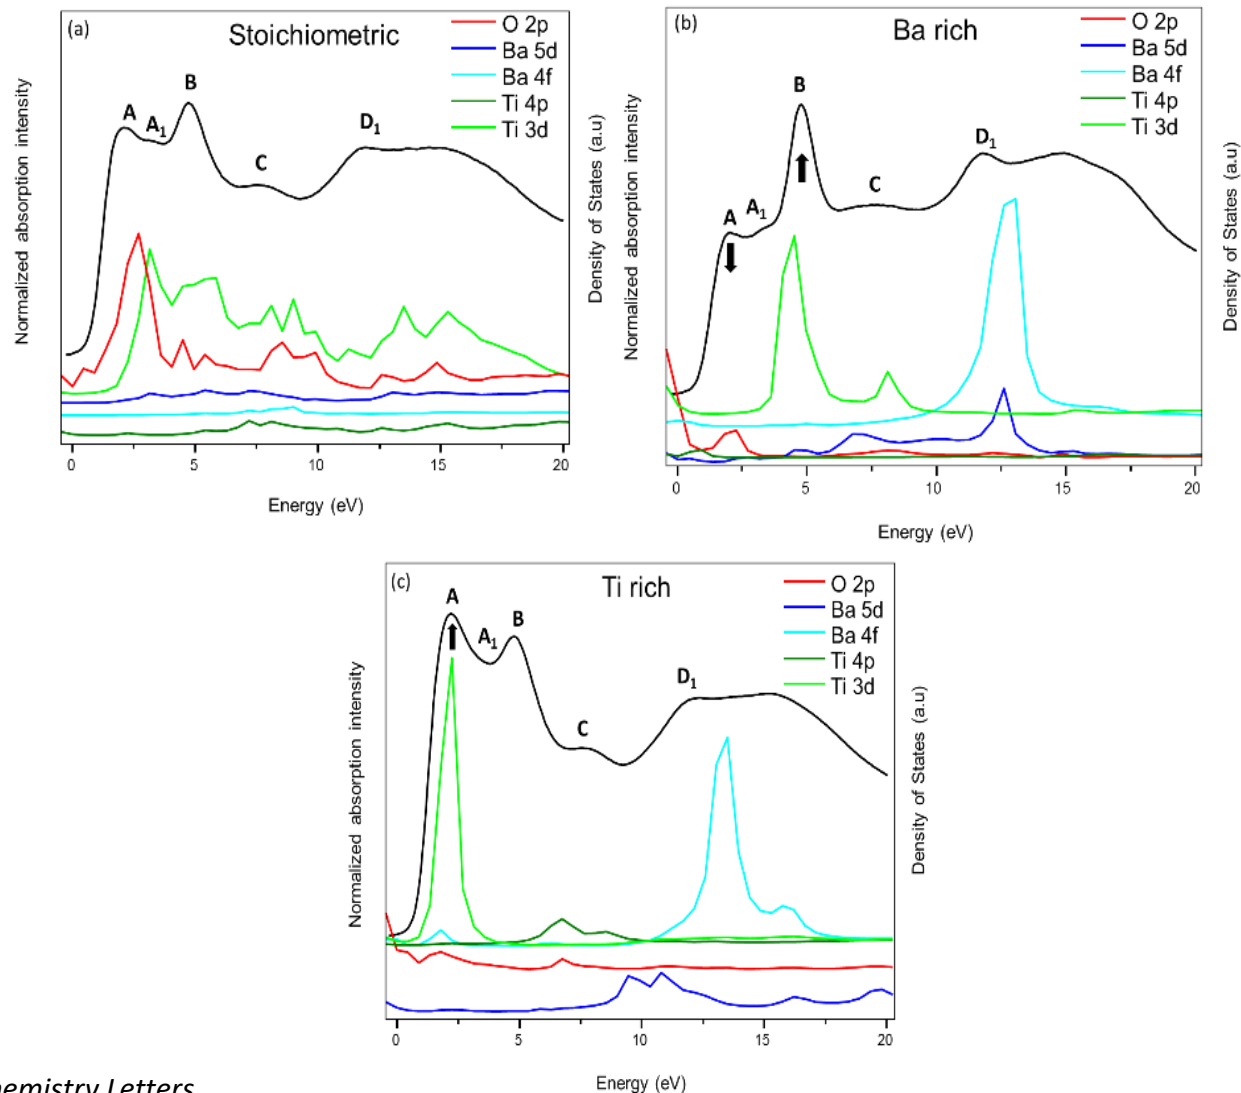 (a)
Stoichiometric
O 2p
Ba 5d
Ba 4f
Ti 4p
Ti 3d
A
A1
B
C
D1
Normalized absorption intensity
Density of States (a.u)
0 5 10 15 20
Energy (eV)
(b)
Ba rich
O 2p
Ba 5d
Ba 4f
Ti 4p
Ti 3d
A
A1
B
C
D1
Normalized absorption intensity
Density of States (a.u)
0 5 10 15 20
Energy (eV)
(c)
Ti rich
O 2p
Ba 5d
Ba 4f
Ti 4p
Ti 3d
A
A1
B
C
D1
Normalized absorption intensity
Density of States (a.u)
0 5 10 15 20
Energy (eV)
hemistry Letters